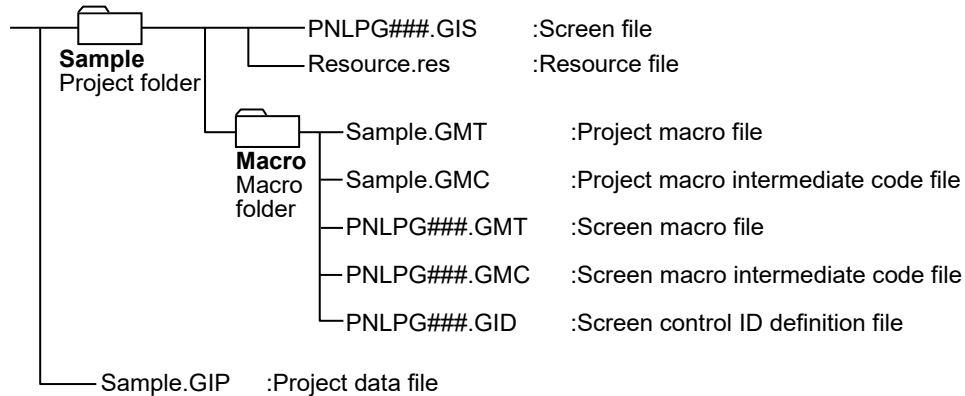 PNLPG###.GIS :Screen file
Sample
Project folder
Resource.res :Resource file
Sample.GMT :Project macro file
Macro
Macro
folder
Sample.GMC :Project macro intermediate code file
PNLPG###.GMT :Screen macro file
PNLPG###.GMC :Screen macro intermediate code file
PNLPG###.GID :Screen control ID definition file
Sample.GIP :Project data file